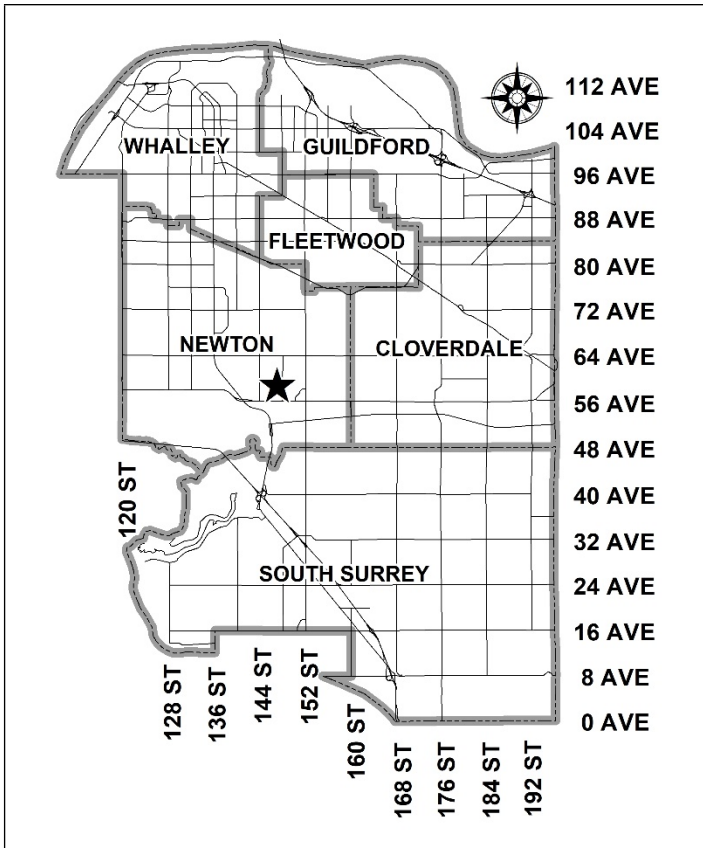 112 AVE
104 AVE
WHALLEY
GUILDFORD
96 AVE
88 AVE
FLEETWOOD
80 AVE
72 AVE
NEWTON
CLOVERDALE
64 AVE
56 AVE
48 AVE
120 ST
40 AVE
32 AVE
SOUTH SURREY
24 AVE
16 AVE
128 ST
136 ST
144 ST
152 ST
8 AVE
160 ST
0 AVE
168 ST
176 ST
184 ST
192 ST